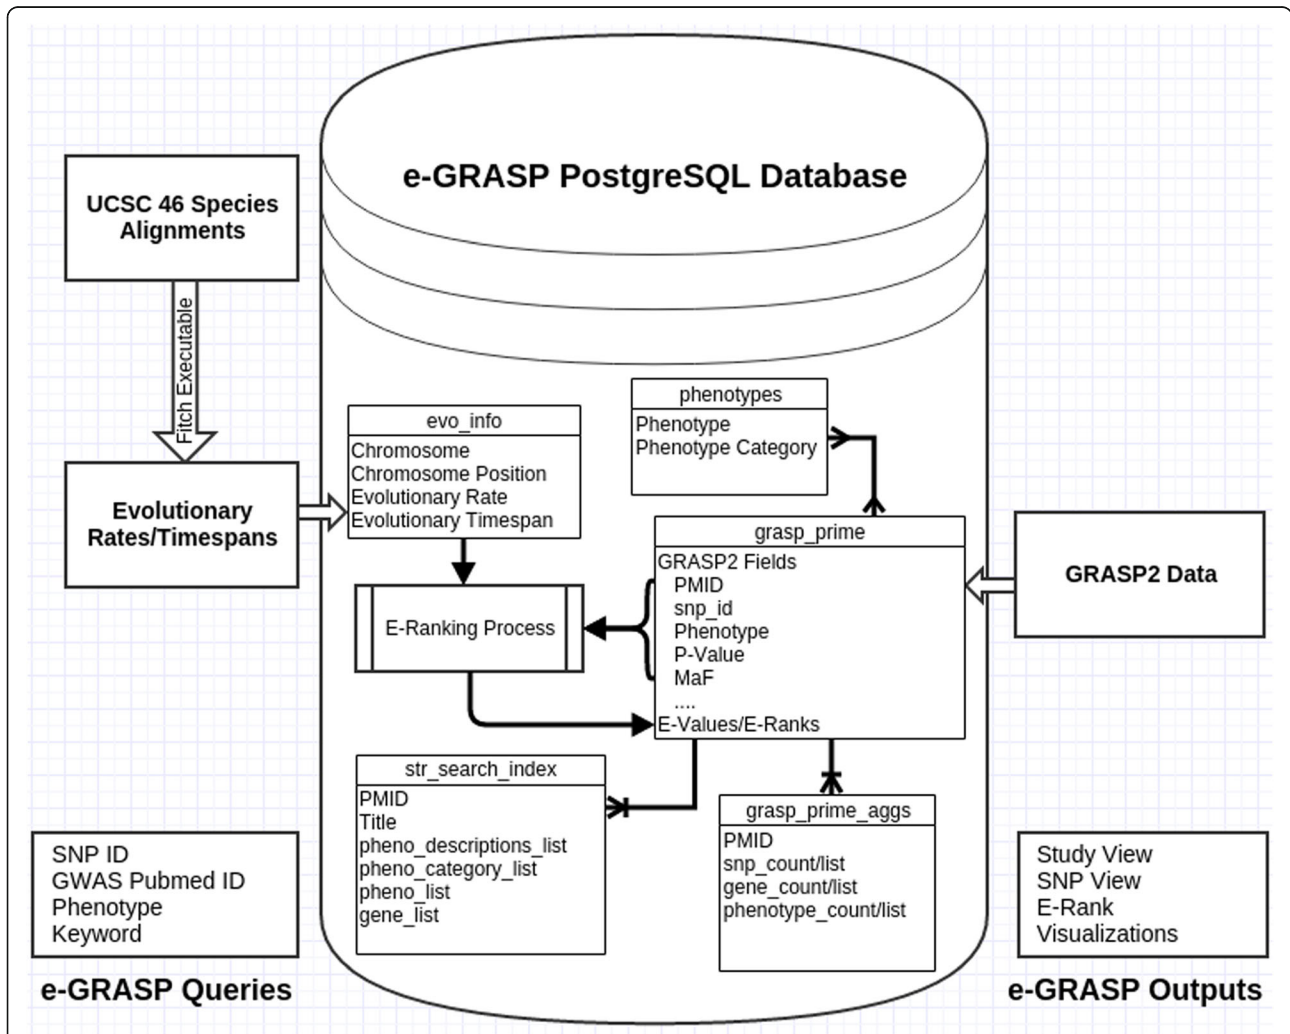 e-GRASP PostgreSQL Database
UCSC 46 Species
Alignments
Fitch Executable
Evolutionary
Rates/Timespans
evo_info
Chromosome
Chromosome Position
Evolutionary Rate
Evolutionary Timespan
phenotypes
Phenotype
Phenotype Category
E-Ranking Process
grasp_prime
GRASP2 Fields
PMID
snp_id
Phenotype
P-Value
MaF
....
E-Values/E-Ranks
GRASP2 Data
str_search_index
PMID
Title
pheno_descriptions_list
pheno_category_list
pheno_list
gene_list
grasp_prime_aggs
PMID
snp_count/list
gene_count/list
phenotype_count/list
SNP ID
GWAS Pubmed ID
Phenotype
Keyword
e-GRASP Queries
Study View
SNP View
E-Rank
Visualizations
e-GRASP Outputs